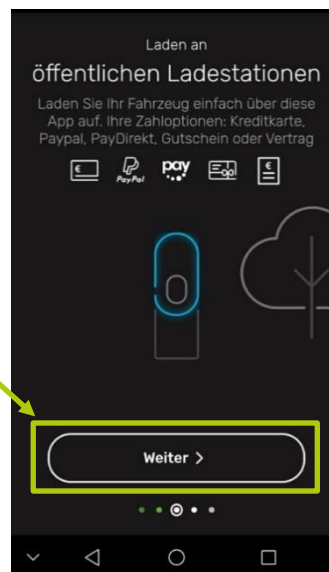 Laden an
öffentlichen Ladestationen
Laden Sie Ihr Fahrzeug einfach über diese
App auf. Ihre Zahloptionen: Kreditkarte,
Paypal, PayDirekt, Gutschein oder Vertrag
€ PayPal pay €
Weiter >